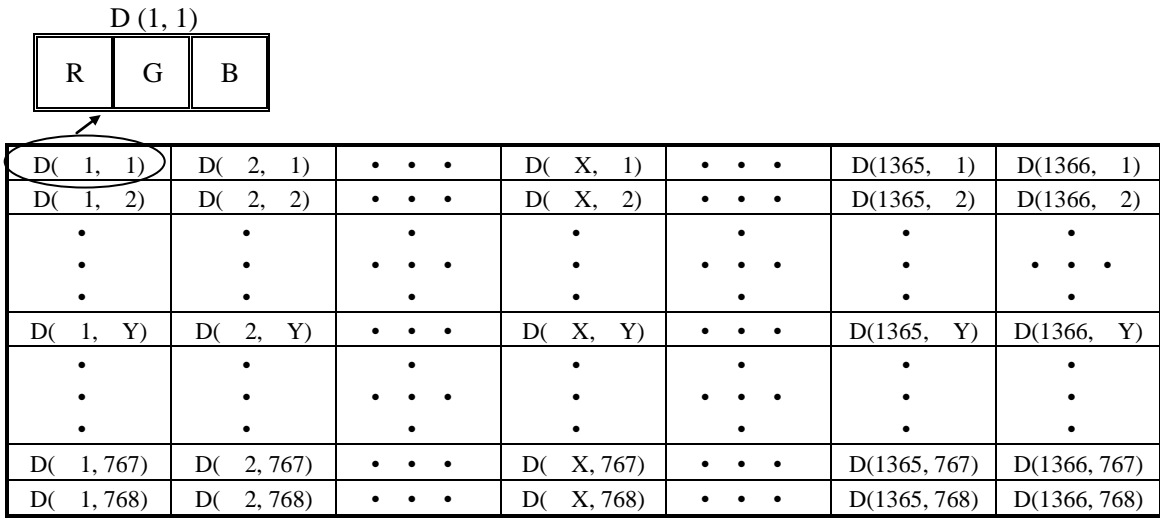 D (1, 1)
R G B
D( 1, 1) D( 2, 1) • • • D( X, 1) • • • D(1365, 1) D(1366, 1)
D( 1, 2) D( 2, 2) • • • D( X, 2) • • • D(1365, 2) D(1366, 2)
• • • • • • •
• • • • • • • • • • • • •
• • • • • • •
D( 1, Y) D( 2, Y) • • • D( X, Y) • • • D(1365, Y) D(1366, Y)
• • • • • • •
• • • • • • • • • • •
• • • • • • •
D( 1, 767) D( 2, 767) • • • D( X, 767) • • • D(1365, 767) D(1366, 767)
D( 1, 768) D( 2, 768) • • • D( X, 768) • • • D(1365, 768) D(1366, 768)